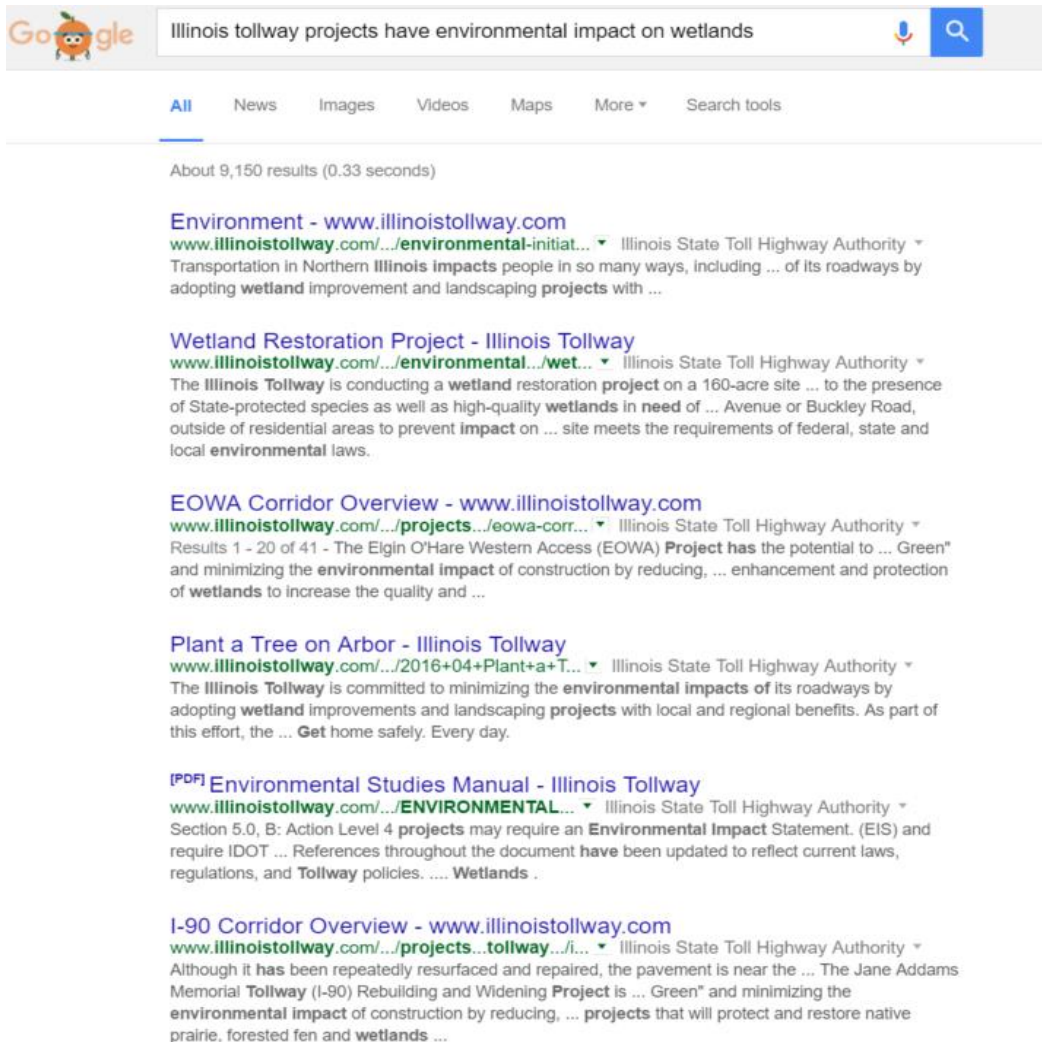 Go gle
Illinois tollway projects have environmental impact on wetlands
All News Images Videos Maps More ▾ Search tools
About 9,150 results (0.33 seconds)
Environment - www.illinoistollway.com
www.illinoistollway.com/.../environmental-initiat... ▾ Illinois State Toll Highway Authority ▾
Transportation in Northern Illinois impacts people in so many ways, including ... of its roadways by
adopting wetland improvement and landscaping projects with ...
Wetland Restoration Project - Illinois Tollway
www.illinoistollway.com/.../environmental.../wet... ▾ Illinois State Toll Highway Authority ▾
The Illinois Tollway is conducting a wetland restoration project on a 160-acre site ... to the presence
of State-protected species as well as high-quality wetlands in need of ... Avenue or Buckley Road,
outside of residential areas to prevent impact on ... site meets the requirements of federal, state and
local environmental laws.
EOWA Corridor Overview - www.illinoistollway.com
www.illinoistollway.com/.../projects.../eowa-corr... ▾ Illinois State Toll Highway Authority ▾
Results 1 - 20 of 41 - The Elgin O'Hare Western Access (EOWA) Project has the potential to ... Green"
and minimizing the environmental impact of construction by reducing, ... enhancement and protection
of wetlands to increase the quality and ...
Plant a Tree on Arbor - Illinois Tollway
www.illinoistollway.com/.../2016+04+Plant+a+T... ▾ Illinois State Toll Highway Authority ▾
The Illinois Tollway is committed to minimizing the environmental impacts of its roadways by
adopting wetland improvements and landscaping projects with local and regional benefits. As part of
this effort, the ... Get home safely. Every day.
[PDF] Environmental Studies Manual - Illinois Tollway
www.illinoistollway.com/.../ENVIRONMENTAL... ▾ Illinois State Toll Highway Authority ▾
Section 5.0, B: Action Level 4 projects may require an Environmental Impact Statement. (EIS) and
require IDOT ... References throughout the document have been updated to reflect current laws,
regulations, and Tollway policies. .... Wetlands .
I-90 Corridor Overview - www.illinoistollway.com
www.illinoistollway.com/.../projects...tollway.../i... ▾ Illinois State Toll Highway Authority ▾
Although it has been repeatedly resurfaced and repaired, the pavement is near the ... The Jane Addams
Memorial Tollway (I-90) Rebuilding and Widening Project is ... Green" and minimizing the
environmental impact of construction by reducing, ... projects that will protect and restore native
prairie, forested fen and wetlands ...